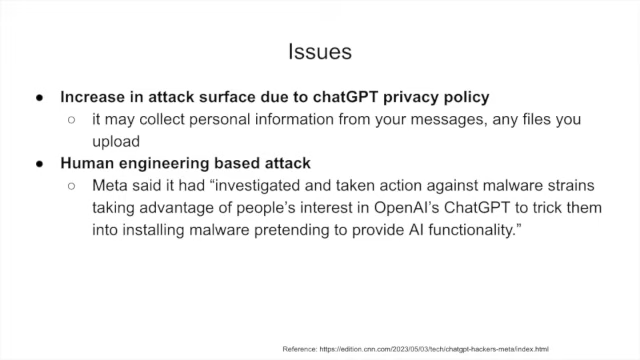 Issues
● Increase in attack surface due to chatGPT privacy policy
○ it may collect personal information from your messages, any files you
upload
● Human engineering based attack
○ Meta said it had “investigated and taken action against malware strains
taking advantage of people’s interest in OpenAI’s ChatGPT to trick them
into installing malware pretending to provide AI functionality.”
Reference: https://edition.cnn.com/2023/05/03/tech/chatgpt-hackers-meta/index.html